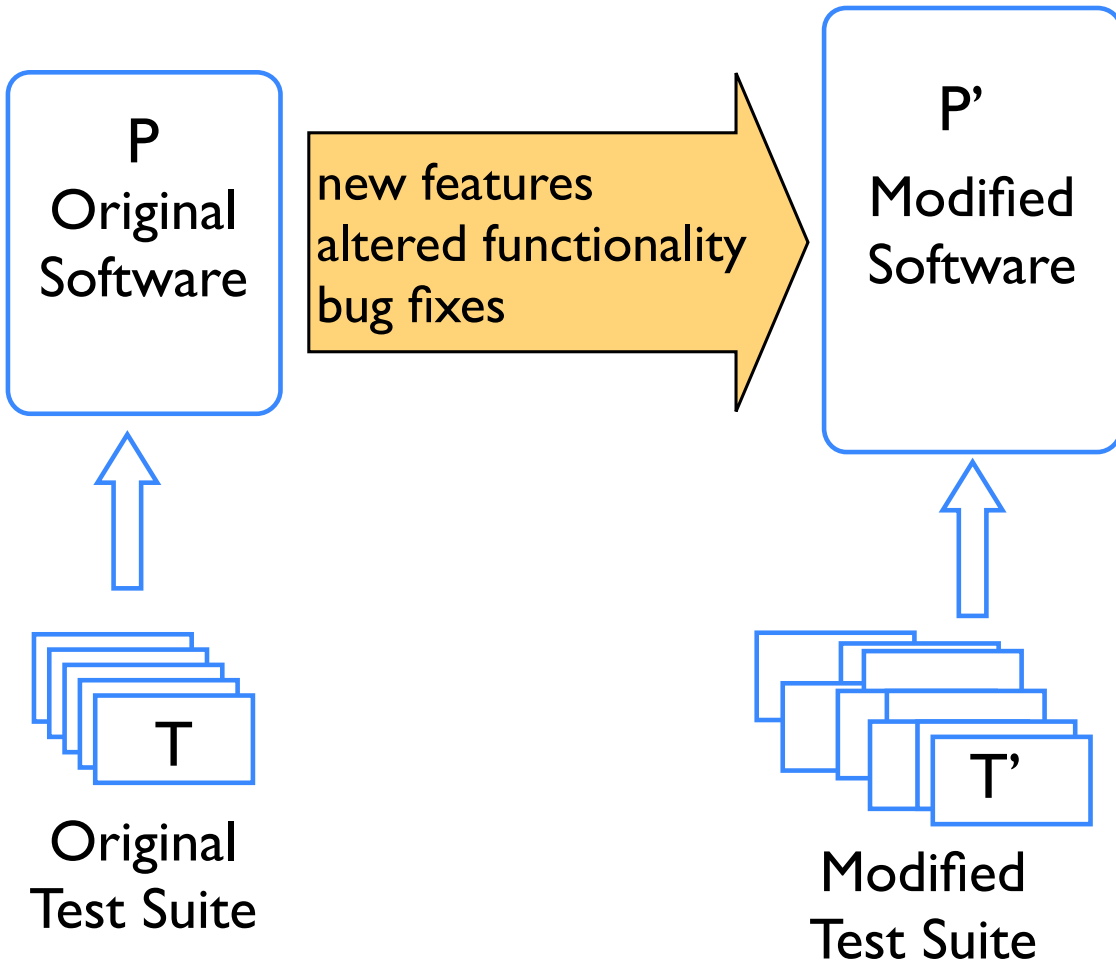 P
Original
Software
new features
altered functionality
bug fixes
P’
Modified
Software
T
Original
Test Suite
T’
Modified
Test Suite